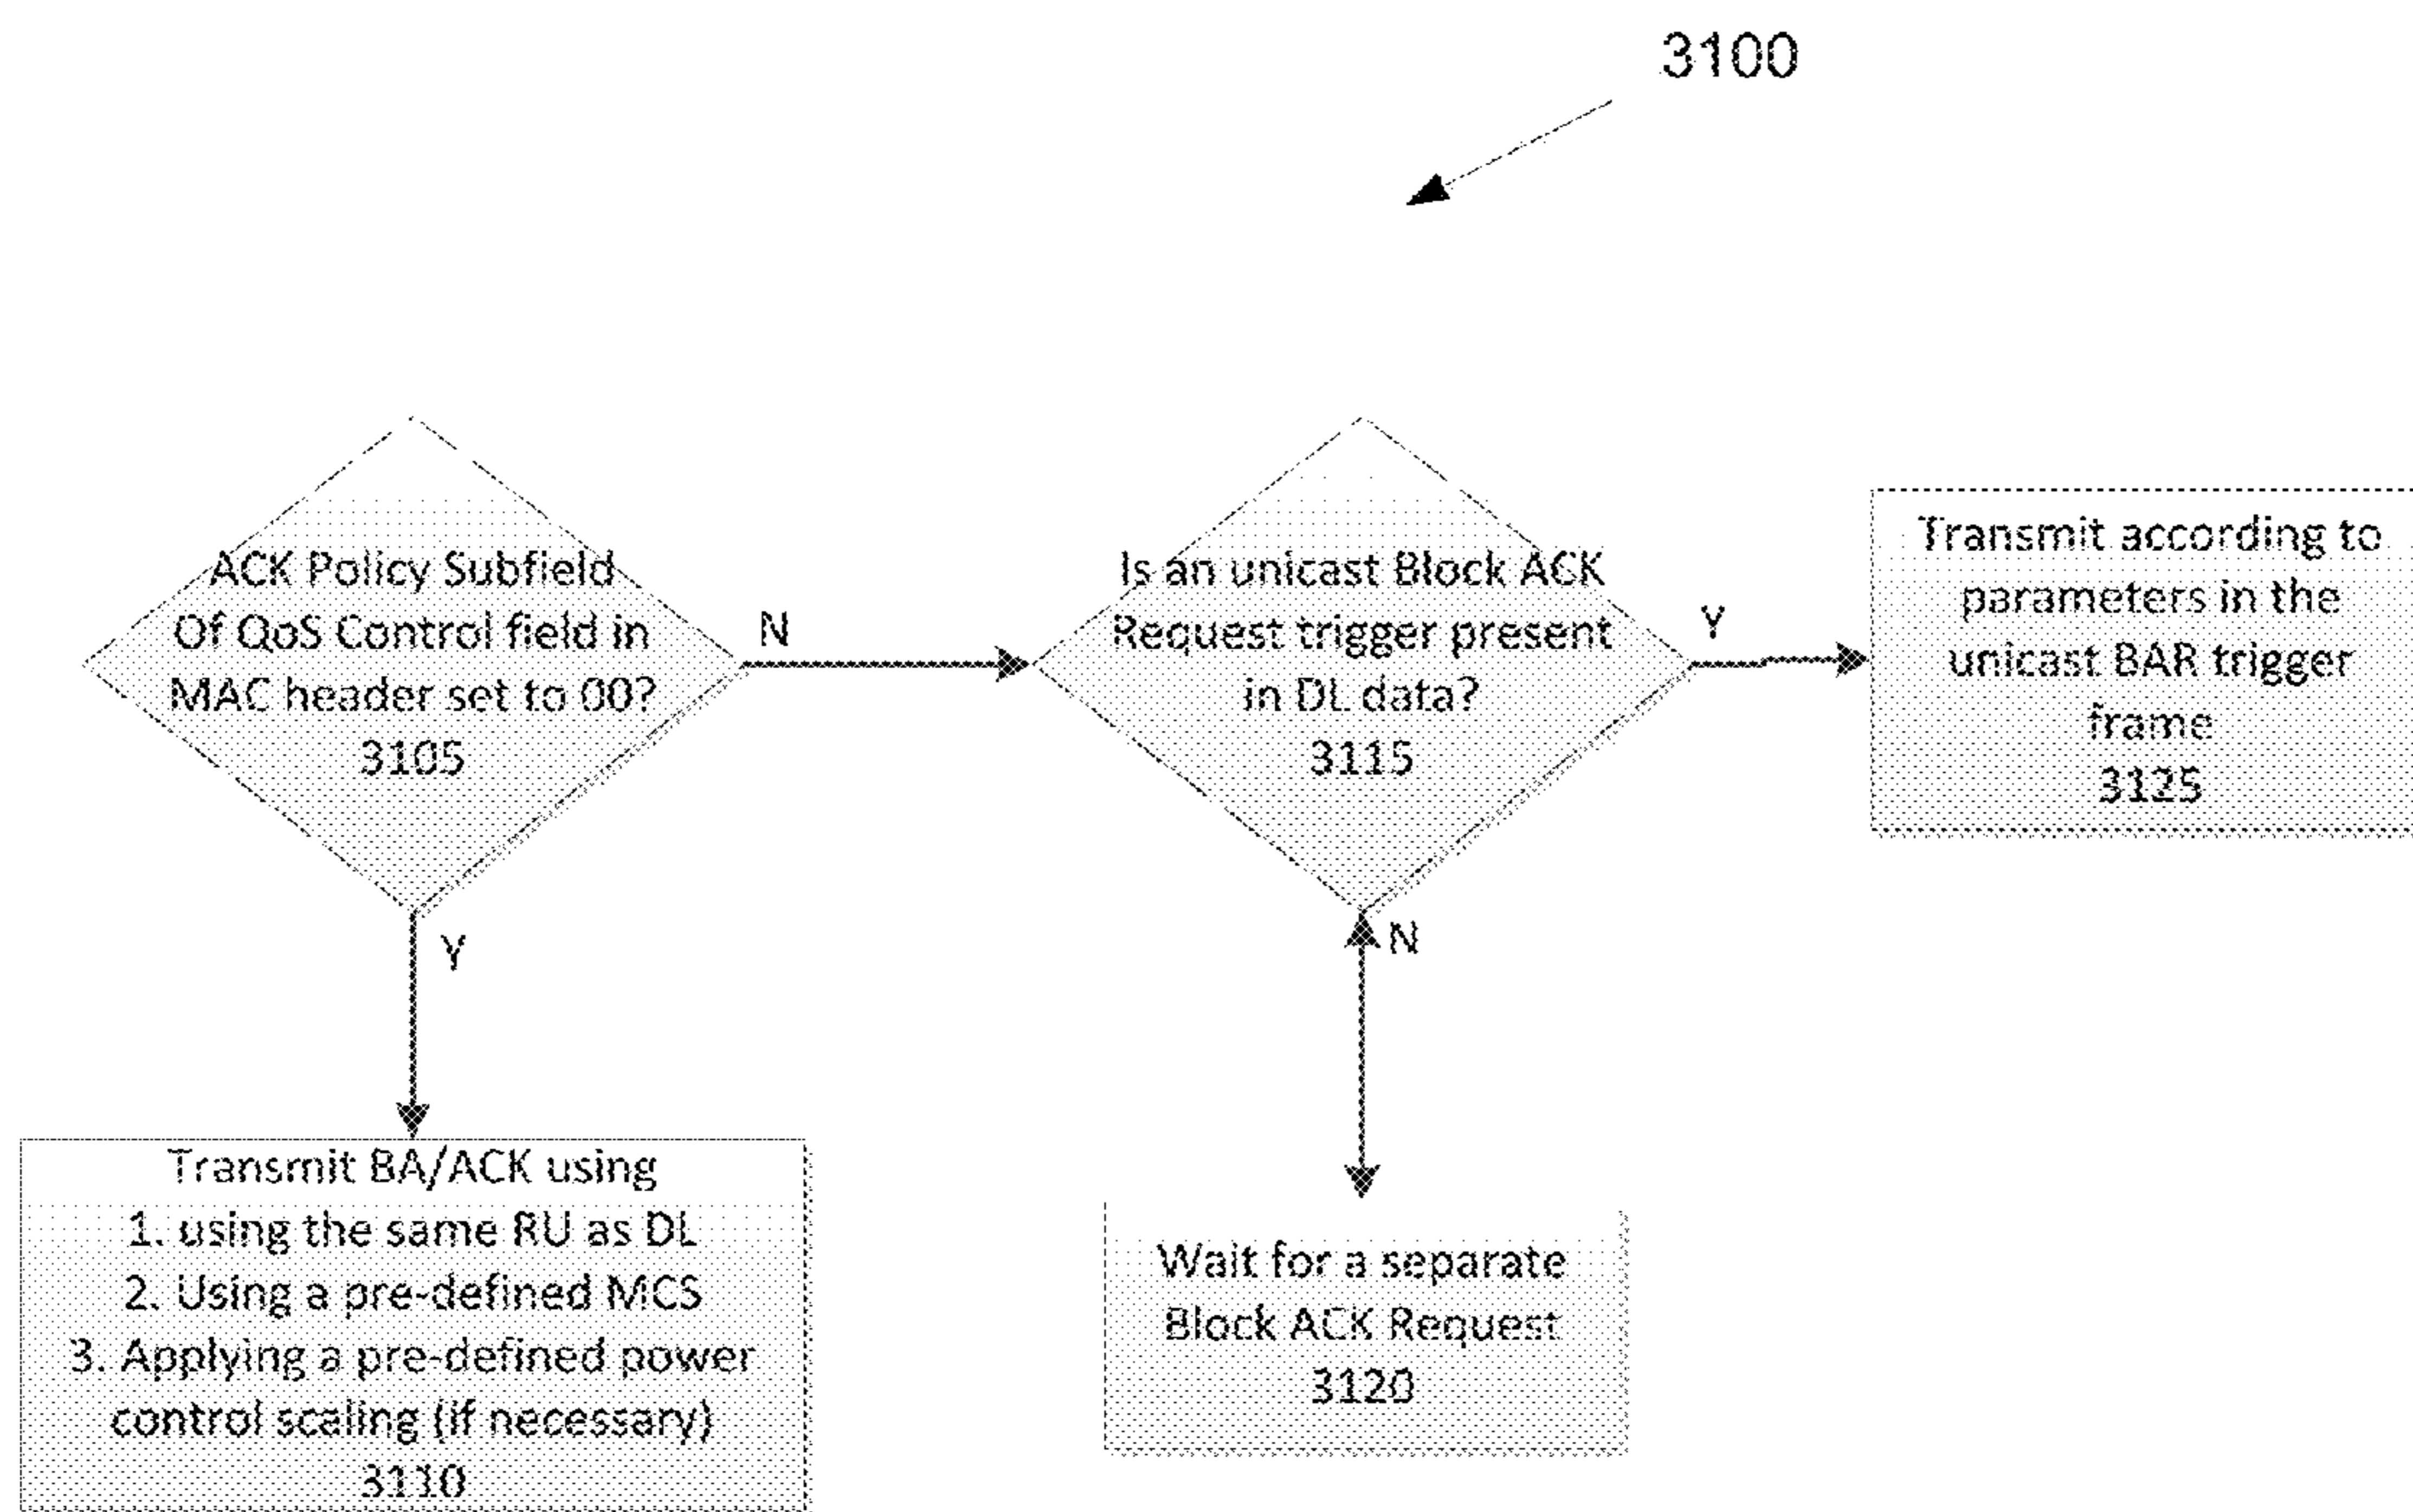 3100
ACK Policy Subfield
Of QoS Control field in
MAC header set to 00?
3105
N
Y
Is an unicast Block ACK
Request trigger present
in DL data?
3115
Y
N
Transmit according to
parameters in the
unicast BAR trigger
frame
3125
Transmit BA/ACK using
1. using the same RU as DL
2. Using a pre-defined MCS
3. Applying a pre-defined power
control scaling (if necessary)
3110
Wait for a separate
Block ACK Request
3120